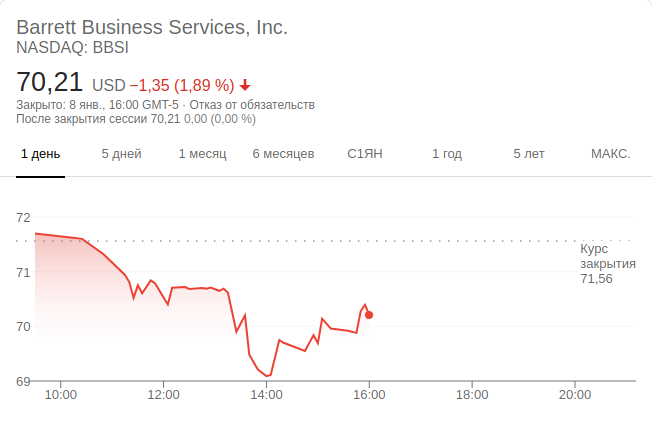 Barrett Business Services, Inc.
NASDAQ: BBSI
70,21 USD −1,35 (1,89 %)
Закрыто: 8 янв., 16:00 GMT-5 · Отказ от обязательств
После закрытия сессии 70,21 0,00 (0,00 %)
1 день 5 дней 1 месяц 6 месяцев С1ЯН 1 год 5 лет МАКС.
72
Курс
закрытия
71,56
71
70
69
10:00 12:00 14:00 16:00 18:00 20:00